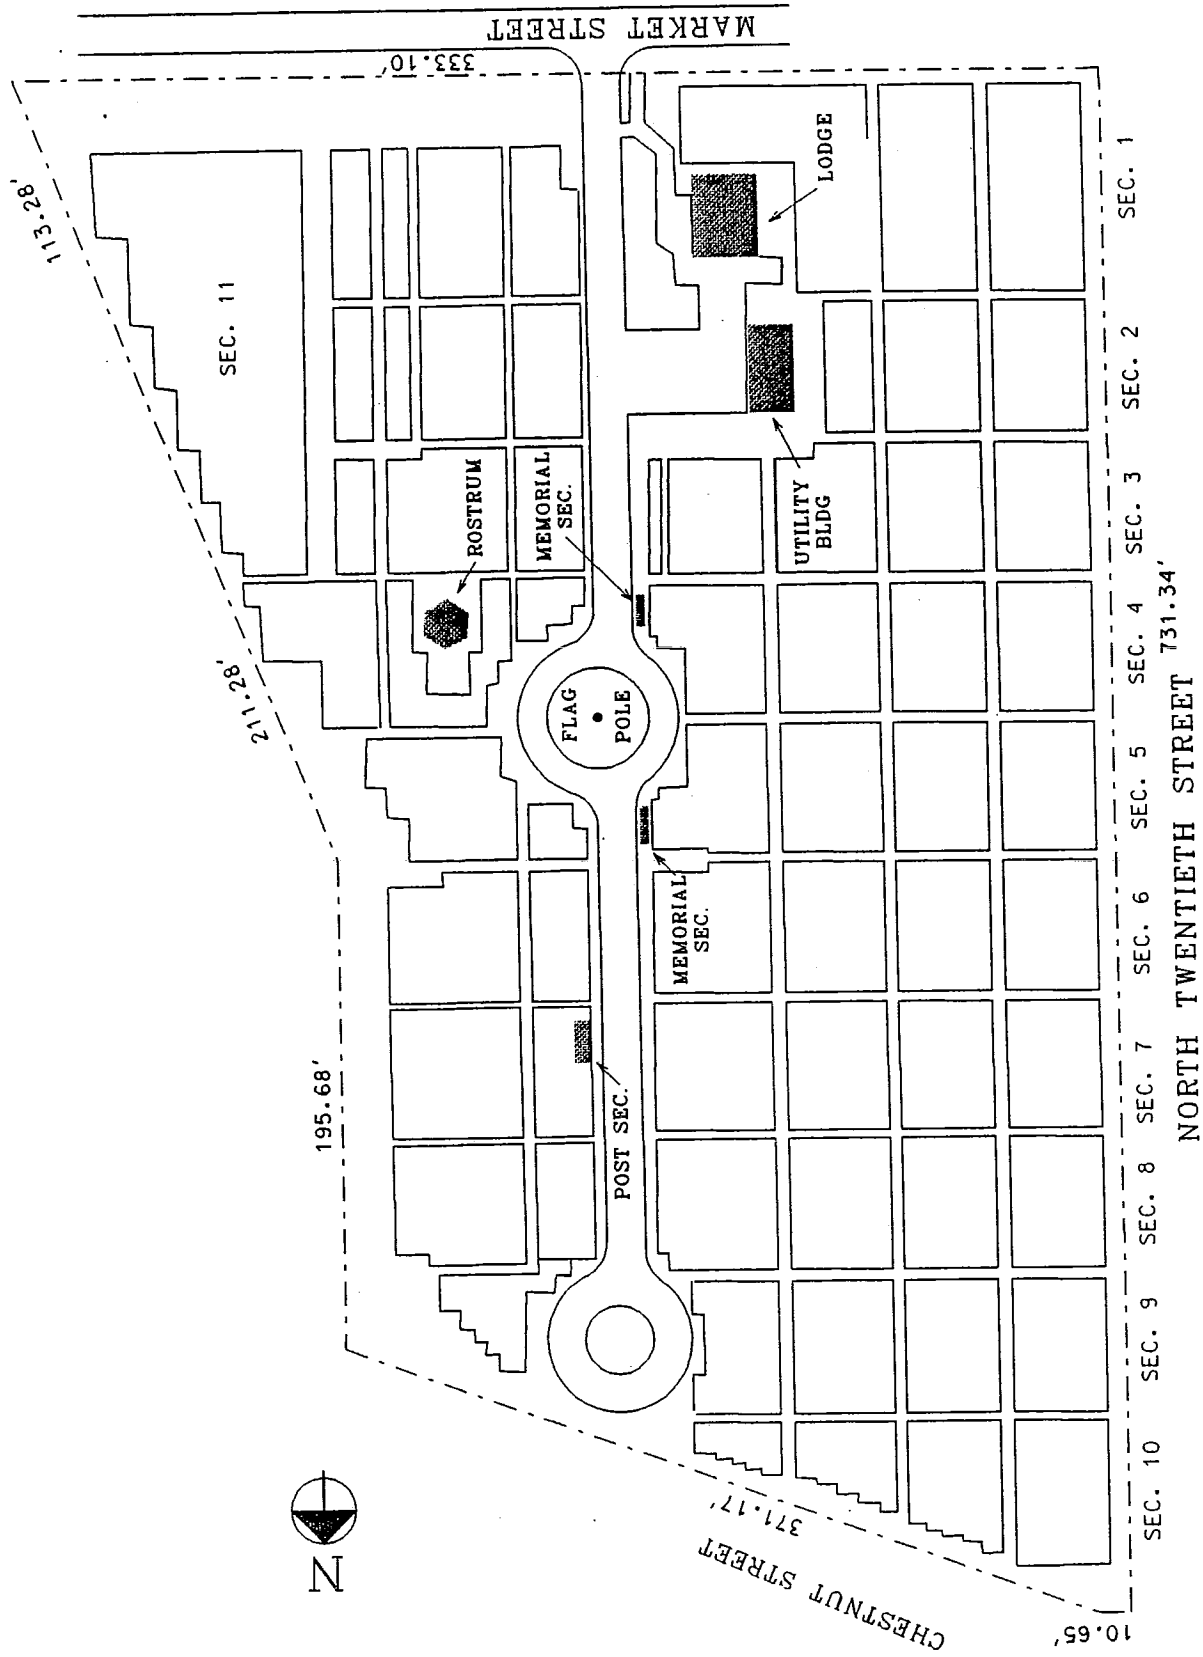 MARKET STREET
333.10'
113.28'
SEC. 11
LODGE
SEC. 1
SEC. 2
ROSTRUM
MEMORIAL
SEC.
UTILITY
BLDG
SEC. 3
211.28'
FLAG
POLE
SEC. 4
731.34'
SEC. 5
MEMORIAL
SEC.
SEC. 6
NORTH TWENTIETH STREET
195.68'
POST SEC.
SEC. 7
SEC. 8
SEC. 9
SEC. 10
N
371.17'
CHESTNUT STREET
10.65'